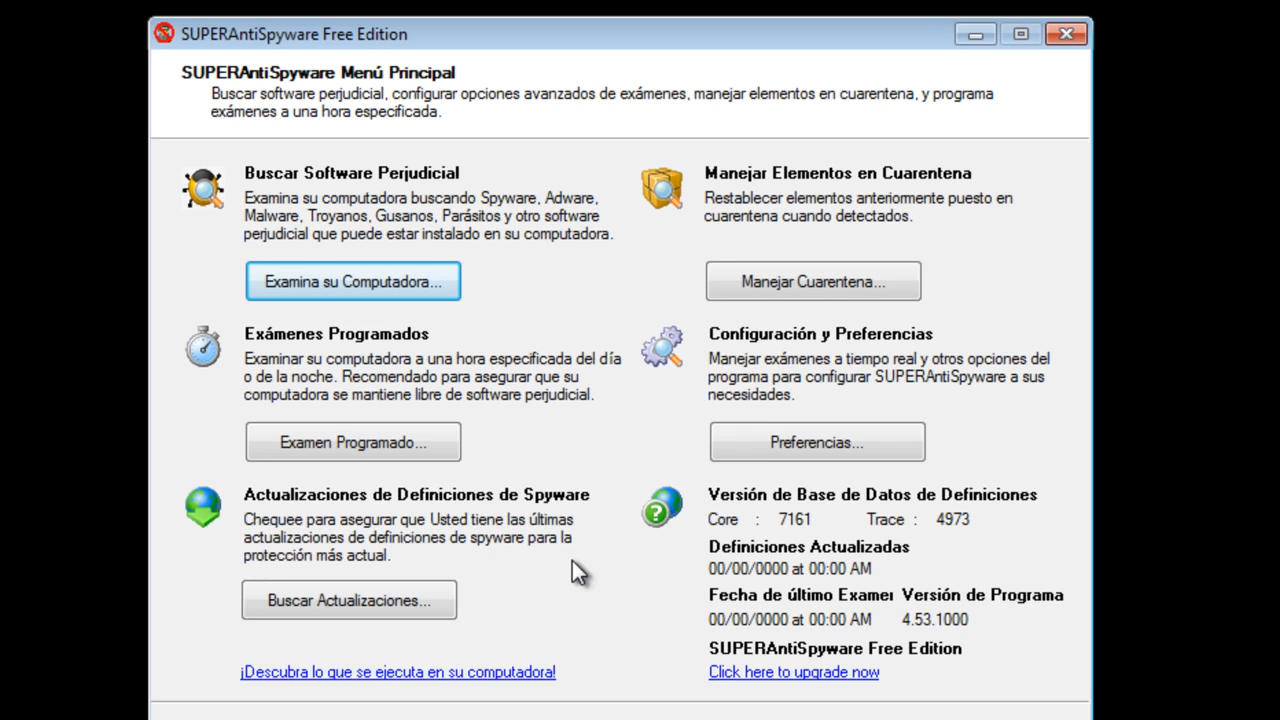 SUPERAntiSpyware Free Edition
SUPERAntiSpyware Menú Principal
Buscar software perjudicial, configurar opciones avanzados de exámenes, manejar elementos en cuarentena, y programa
exámenes a una hora especificada.
Buscar Software Perjudicial
Examina su computadora buscando Spyware, Adware,
Malware, Troyanos, Gusanos, Parásitos y otro software
perjudicial que puede estar instalado en su computadora.
Examina su Computadora...
Manejar Elementos en Cuarentena
Restablecer elementos anteriormente puesto en
cuarentena cuando detectados.
Manejar Cuarentena...
Exámenes Programados
Examinar su computadora a una hora especificada del día
o de la noche. Recomendado para asegurar que su
computadora se mantiene libre de software perjudicial.
Examen Programado...
Configuración y Preferencias
Manejar exámenes a tiempo real y otros opciones del
programa para configurar SUPERAntiSpyware a sus
necesidades.
Preferencias...
Actualizaciones de Definiciones de Spyware
Chequee para asegurar que Usted tiene las últimas
actualizaciones de definiciones de spyware para la
protección más actual.
Buscar Actualizaciones...
¡Descubra lo que se ejecuta en su computadora!
Versión de Base de Datos de Definiciones
Core : 7161 Trace : 4973
Definiciones Actualizadas
00/00/0000 at 00:00 AM
Fecha de último Examen Versión de Programa
00/00/0000 at 00:00 AM 4.53.1000
SUPERAntiSpyware Free Edition
Click here to upgrade now